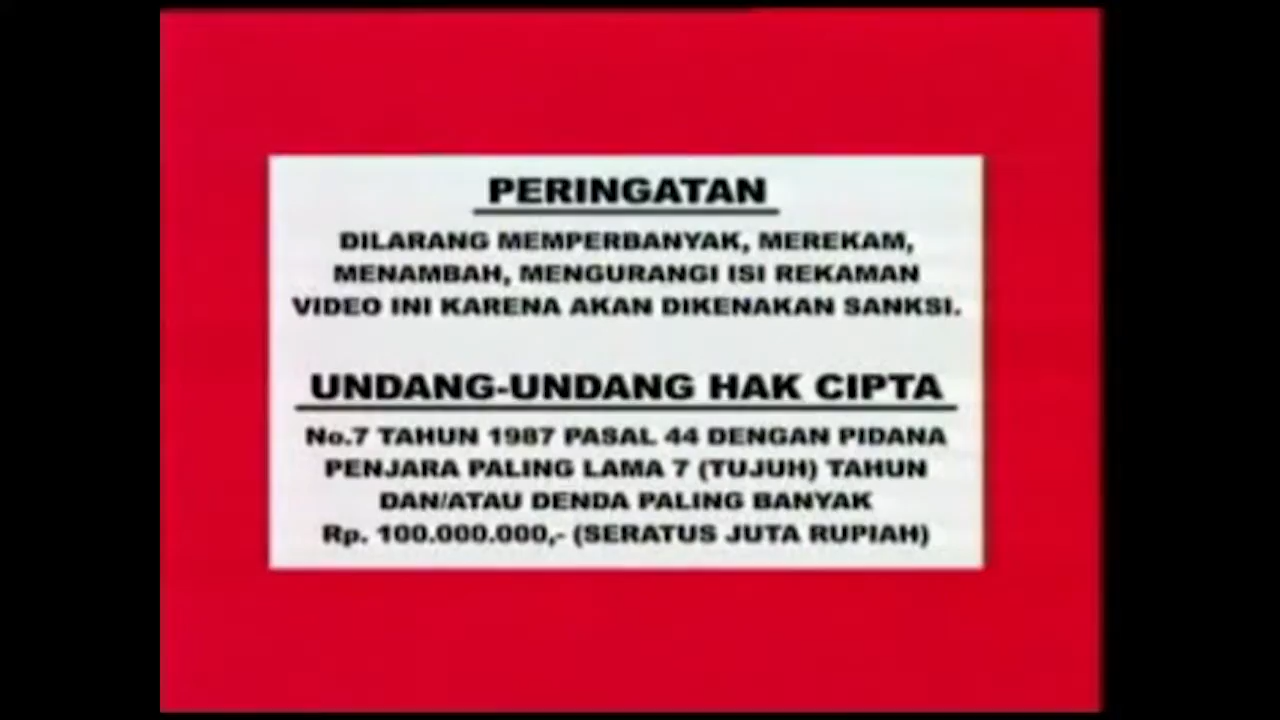 PERINGATAN
DILARANG MEMPERBANYAK, MEREKAM,
MENAMBAH, MENGURANGI ISI REKAMAN
VIDEO INI KARENA AKAN DIKENAKAN SANKSI.
UNDANG-UNDANG HAK CIPTA
No.7 TAHUN 1987 PASAL 44 DENGAN PIDANA
PENJARA PALING LAMA 7 (TUJUH) TAHUN
DAN/ATAU DENDA PALING BANYAK
Rp. 100.000.000,- (SERATUS JUTA RUPIAH)